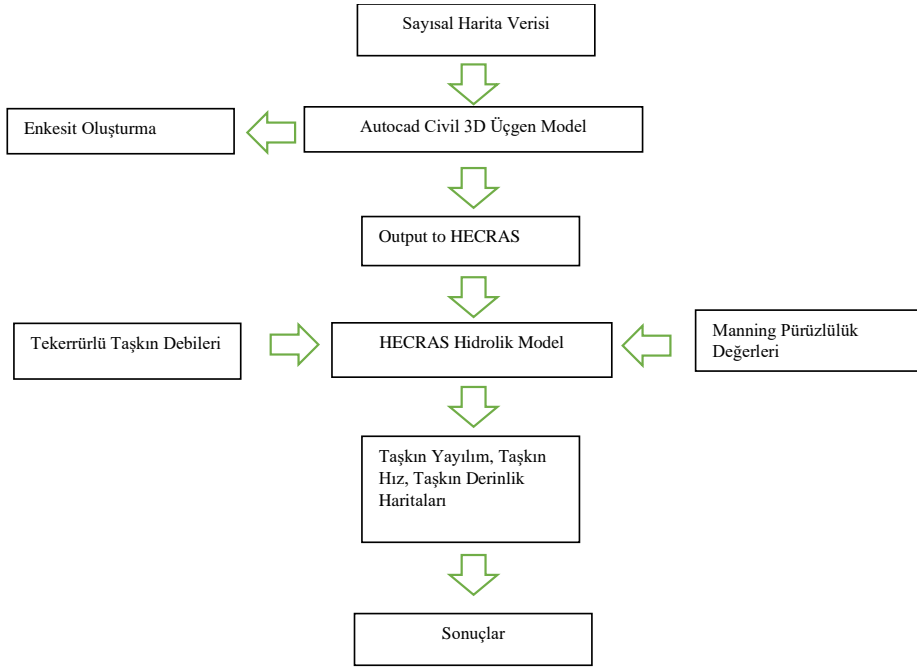 Sayısal Harita Verisi
Enkesit Oluşturma
Autocad Civil 3D Üçgen Model
Output to HECRAS
Tekerrürlü Taşkın Debileri
HECRAS Hidrolik Model
Manning Pürüzlülük
Değerleri
Taşkın Yayılım, Taşkın
Hız, Taşkın Derinlik
Haritaları
Sonuçlar